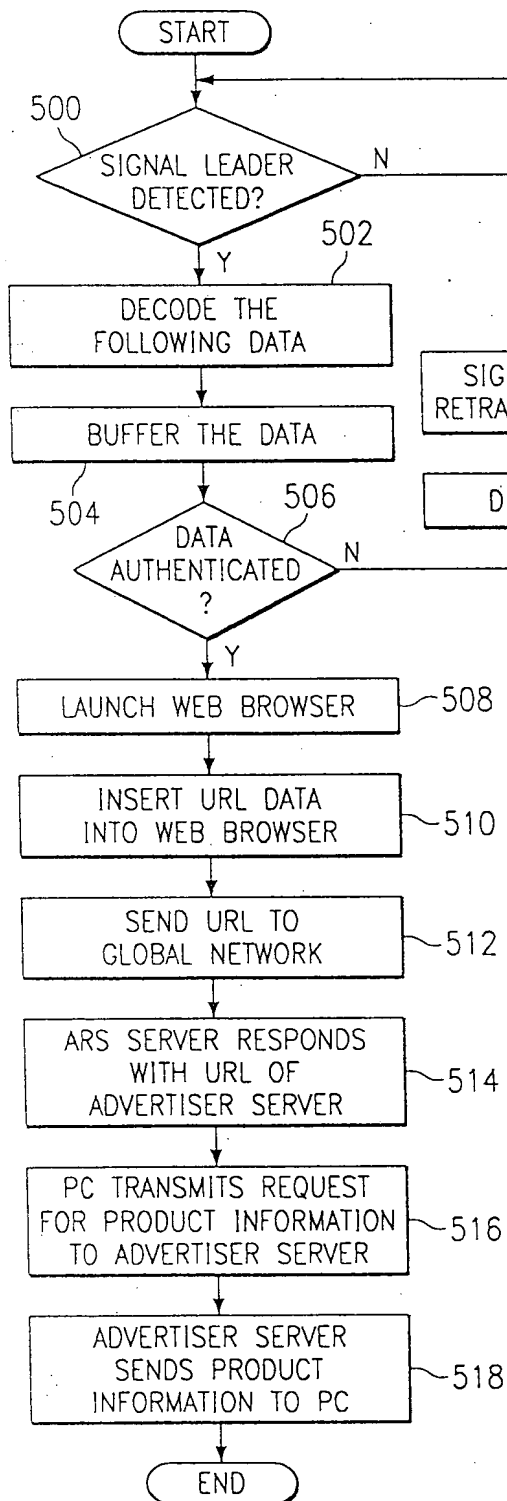 START
500
SIGNAL LEADER
DETECTED?
N
Y
502
DECODE THE
FOLLOWING DATA
BUFFER THE DATA
504
506
DATA
AUTHENTICATED
?
N
Y
SIG
RETRA
D
LAUNCH WEB BROWSER
508
INSERT URL DATA
INTO WEB BROWSER
510
SEND URL TO
GLOBAL NETWORK
512
ARS SERVER RESPONDS
WITH URL OF
ADVERTISER SERVER
514
PC TRANSMITS REQUEST
FOR PRODUCT INFORMATION
TO ADVERTISER SERVER
516
ADVERTISER SERVER
SENDS PRODUCT
INFORMATION TO PC
518
END